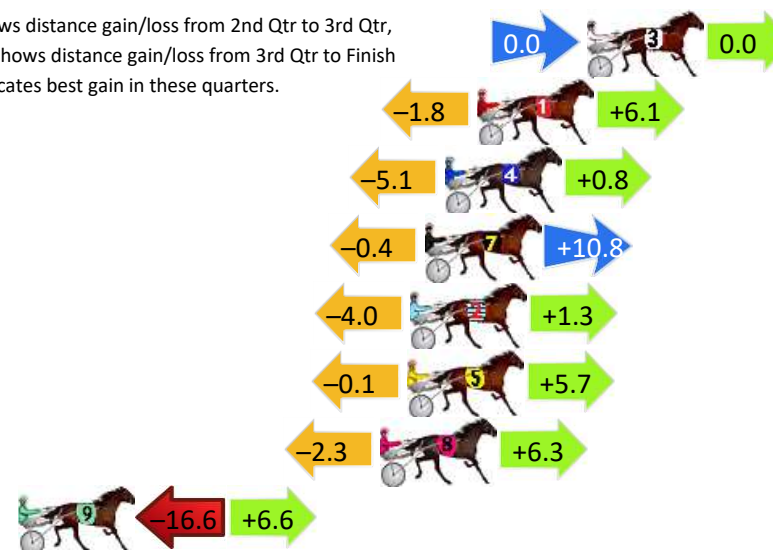 ws distance gain/loss from 2nd Qtr to 3rd Qtr,
hows distance gain/loss from 3rd Qtr to Finish
cates best gain in these quarters.
0.0 3 0.0
–1.8 1 +6.1
–5.1 4 +0.8
–0.4 7 +10.8
–4.0 2 +1.3
–0.1 5 +5.7
–2.3 8 +6.3
9 –16.6 +6.6